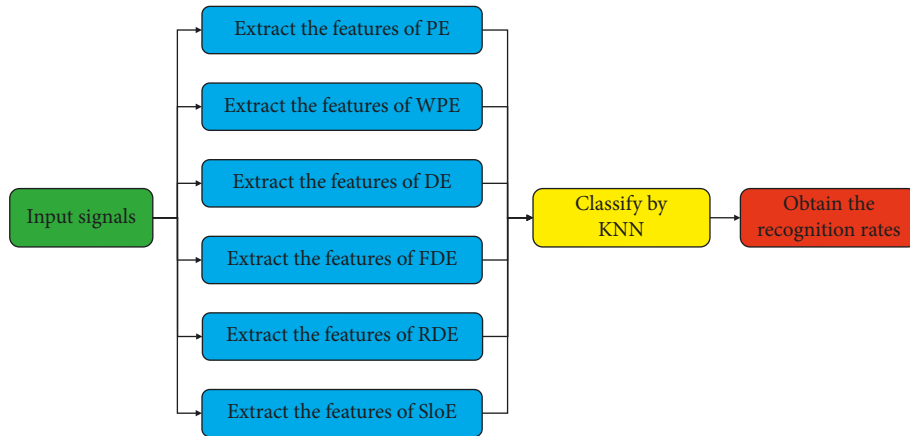 Extract the features of PE
Extract the features of WPE
Extract the features of DE
Input signals
Classify by
KNN
Obtain the
recognition rates
Extract the features of FDE
Extract the features of RDE
Extract the features of SloE